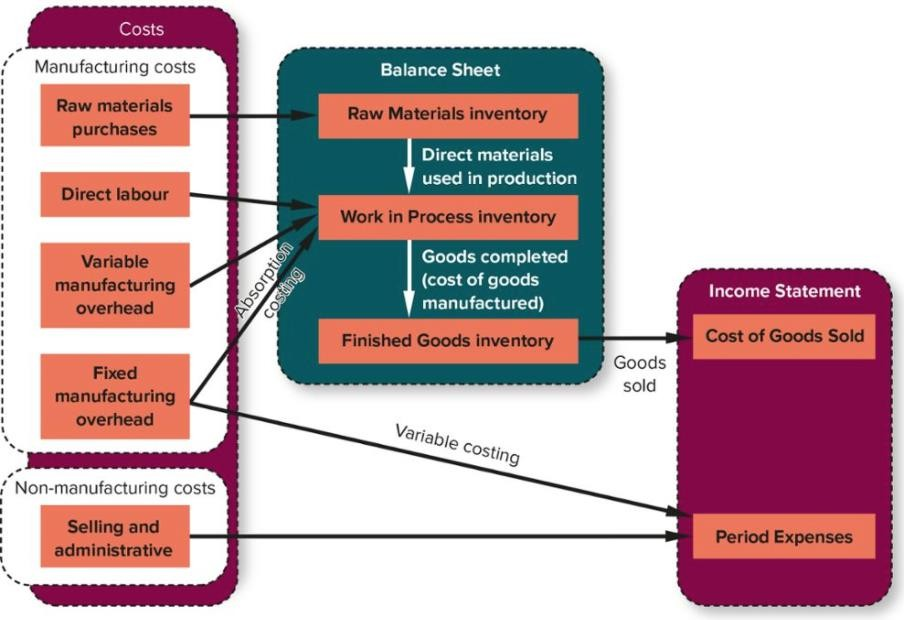 Costs
Manufacturing costs
Raw materials
purchases
Direct labour
Variable
manufacturing
overhead
Fixed
manufacturing
overhead
Non-manufacturing costs
Selling and
administrative
Absorption
costing
Variable costing
Balance Sheet
Raw Materials inventory
Direct materials
used in production
Work in Process inventory
Goods completed
(cost of goods
manufactured)
Finished Goods inventory
Goods
sold
Income Statement
Cost of Goods Sold
Period Expenses